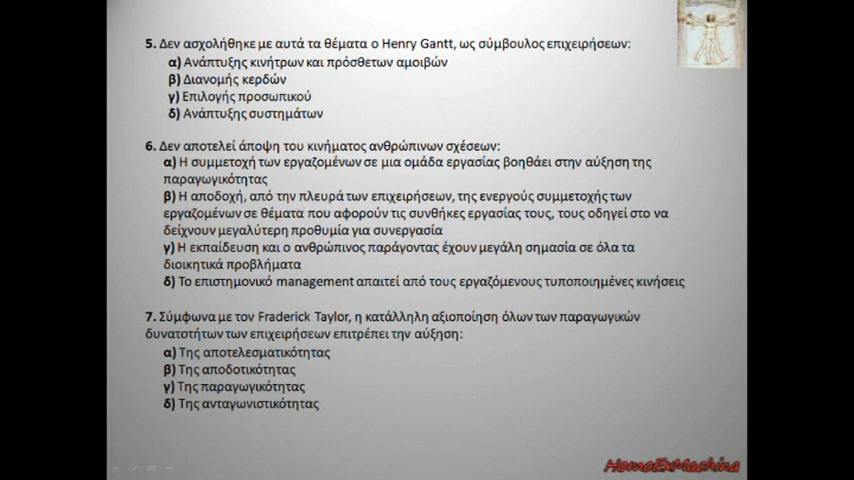 5. Δεν ασχολήθηκε με αυτά τα θέματα ο Henry Gantt, ως σύμβουλος επιχειρήσεων:
α) Ανάπτυξης κινήτρων και πρόσθετων αμοιβών
β) Διανομής κερδών
γ) Επιλογής προσωπικού
δ) Ανάπτυξης συστημάτων
6. Δεν αποτελεί άποψη του κινήματος ανθρώπινων σχέσεων:
α) Η συμμετοχή των εργαζομένων σε μια ομάδα εργασίας βοηθάει στην αύξηση της
παραγωγικότητας
β) Η αποδοχή, από την πλευρά των επιχειρήσεων, της ενεργούς συμμετοχής των
εργαζομένων σε θέματα που αφορούν τις συνθήκες εργασίας τους, τους οδηγεί στο να
δείχνουν μεγαλύτερη προθυμία για συνεργασία
γ) Η εκπαίδευση και ο ανθρώπινος παράγοντας έχουν μεγάλη σημασία σε όλα τα
διοικητικά προβλήματα
δ) Το επιστημονικό management απαιτεί από τους εργαζόμενους τυποποιημένες κινήσεις
7. Σύμφωνα με τον Fraderick Taylor, η κατάλληλη αξιοποίηση όλων των παραγωγικών
δυνατοτήτων των επιχειρήσεων επιτρέπει την αύξηση:
α) Της αποτελεσματικότητας
β) Της αποδοτικότητας
γ) Της παραγωγικότητας
δ) Της ανταγωνιστικότητας
HomoExMachina